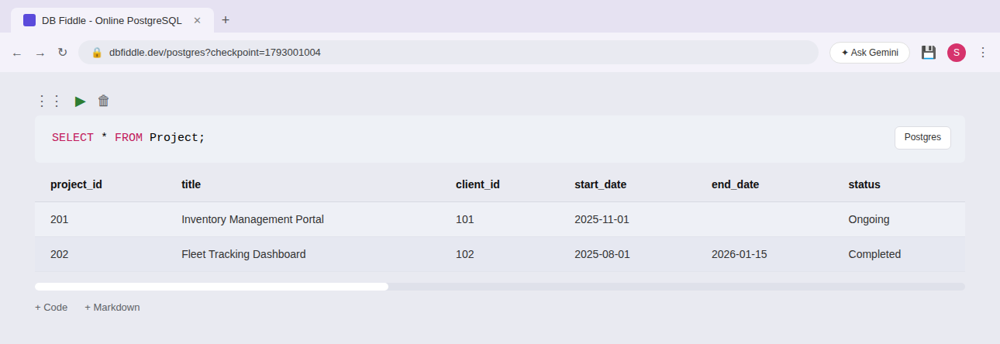 DB Fiddle - Online PostgreSQL
dbfiddle.dev/postgres?checkpoint=1793001004
Ask Gemini
S
SELECT * FROM Project;
Postgres
project_id title client_id start_date end_date status
201 Inventory Management Portal 101 2025-11-01 Ongoing
202 Fleet Tracking Dashboard 102 2025-08-01 2026-01-15 Completed
+ Code + Markdown